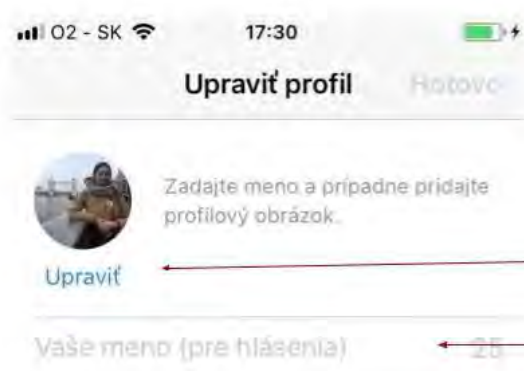 O2 - SK 17:30
Upraviť profil Hotovo
Zadajte meno a prípadne pridajte
profilový obrázok.
Upraviť
Vaše meno (pre hlásenia) 25